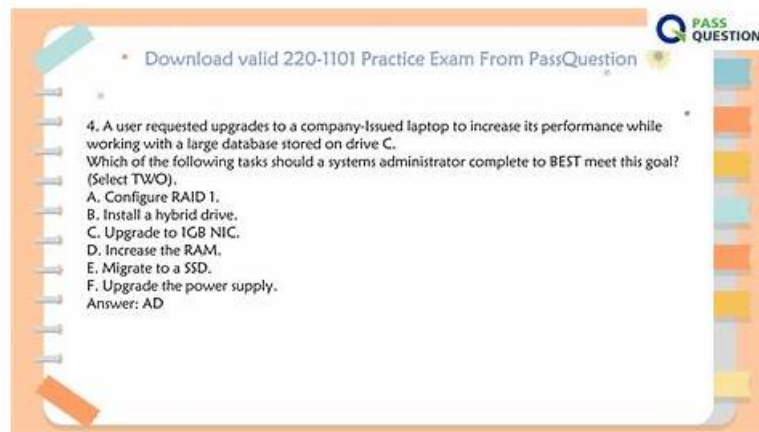 PASS
QUESTION
Download valid 220-1101 Practice Exam From PassQuestion
4. A user requested upgrades to a company-Issued laptop to increase its performance while
working with a large database stored on drive C.
Which of the following tasks should a systems administrator complete to BEST meet this goal?
(Select TWO).
A. Configure RAID 1.
B. Install a hybrid drive.
C. Upgrade to 1GB NIC.
D. Increase the RAM.
E. Migrate to a SSD.
F. Upgrade the power supply.
Answer: AD